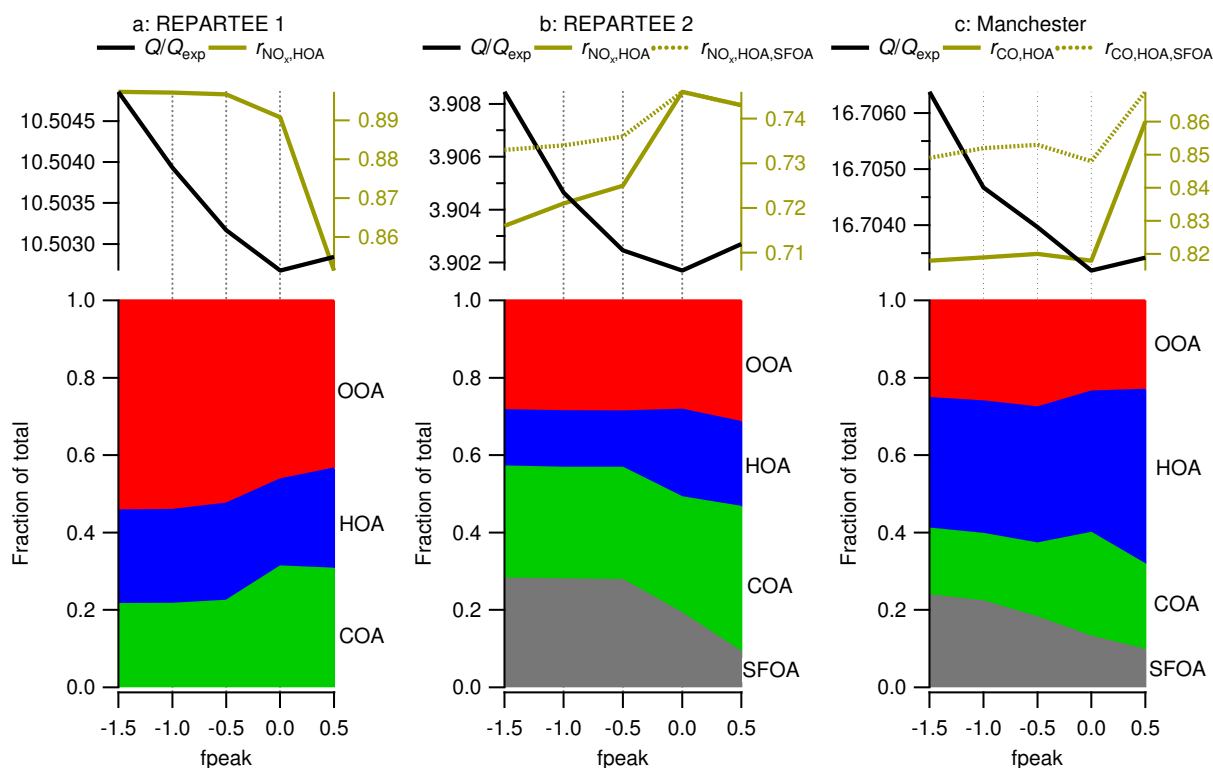 a: REPARTEE 1
Q/Qexp rNOx,HOA
10.5045
10.5040
10.5035
10.5030
0.89
0.88
0.87
0.86
b: REPARTEE 2
Q/Qexp rNOx,HOA rNOx,HOA,SFOA
3.908
3.906
3.904
3.902
0.74
0.73
0.72
0.71
c: Manchester
Q/Qexp rCO,HOA rCO,HOA,SFOA
16.7060
16.7050
16.7040
0.86
0.85
0.84
0.83
0.82
Fraction of total
1.0
0.8
0.6
0.4
0.2
0.0
OOA
HOA
COA
-1.5 -1.0 -0.5 0.0 0.5
fpeak
Fraction of total
1.0
0.8
0.6
0.4
0.2
0.0
OOA
HOA
COA
SFOA
-1.5 -1.0 -0.5 0.0 0.5
fpeak
Fraction of total
1.0
0.8
0.6
0.4
0.2
0.0
OOA
HOA
COA
SFOA
-1.5 -1.0 -0.5 0.0 0.5
fpeak